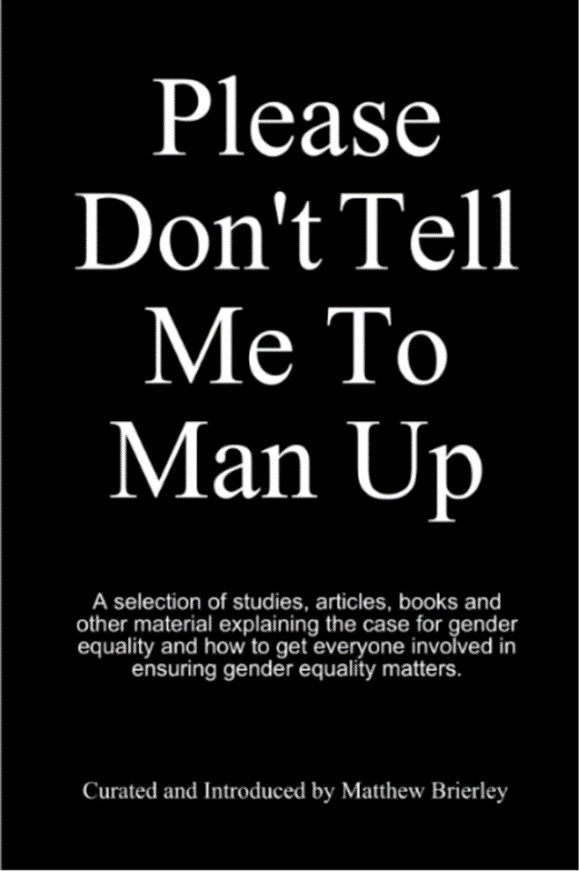 Please
Don't Tell
Me To
Man Up
A selection of studies, articles, books and
other material explaining the case for gender
equality and how to get everyone involved in
ensuring gender equality matters.
Curated and Introduced by Matthew Brierley